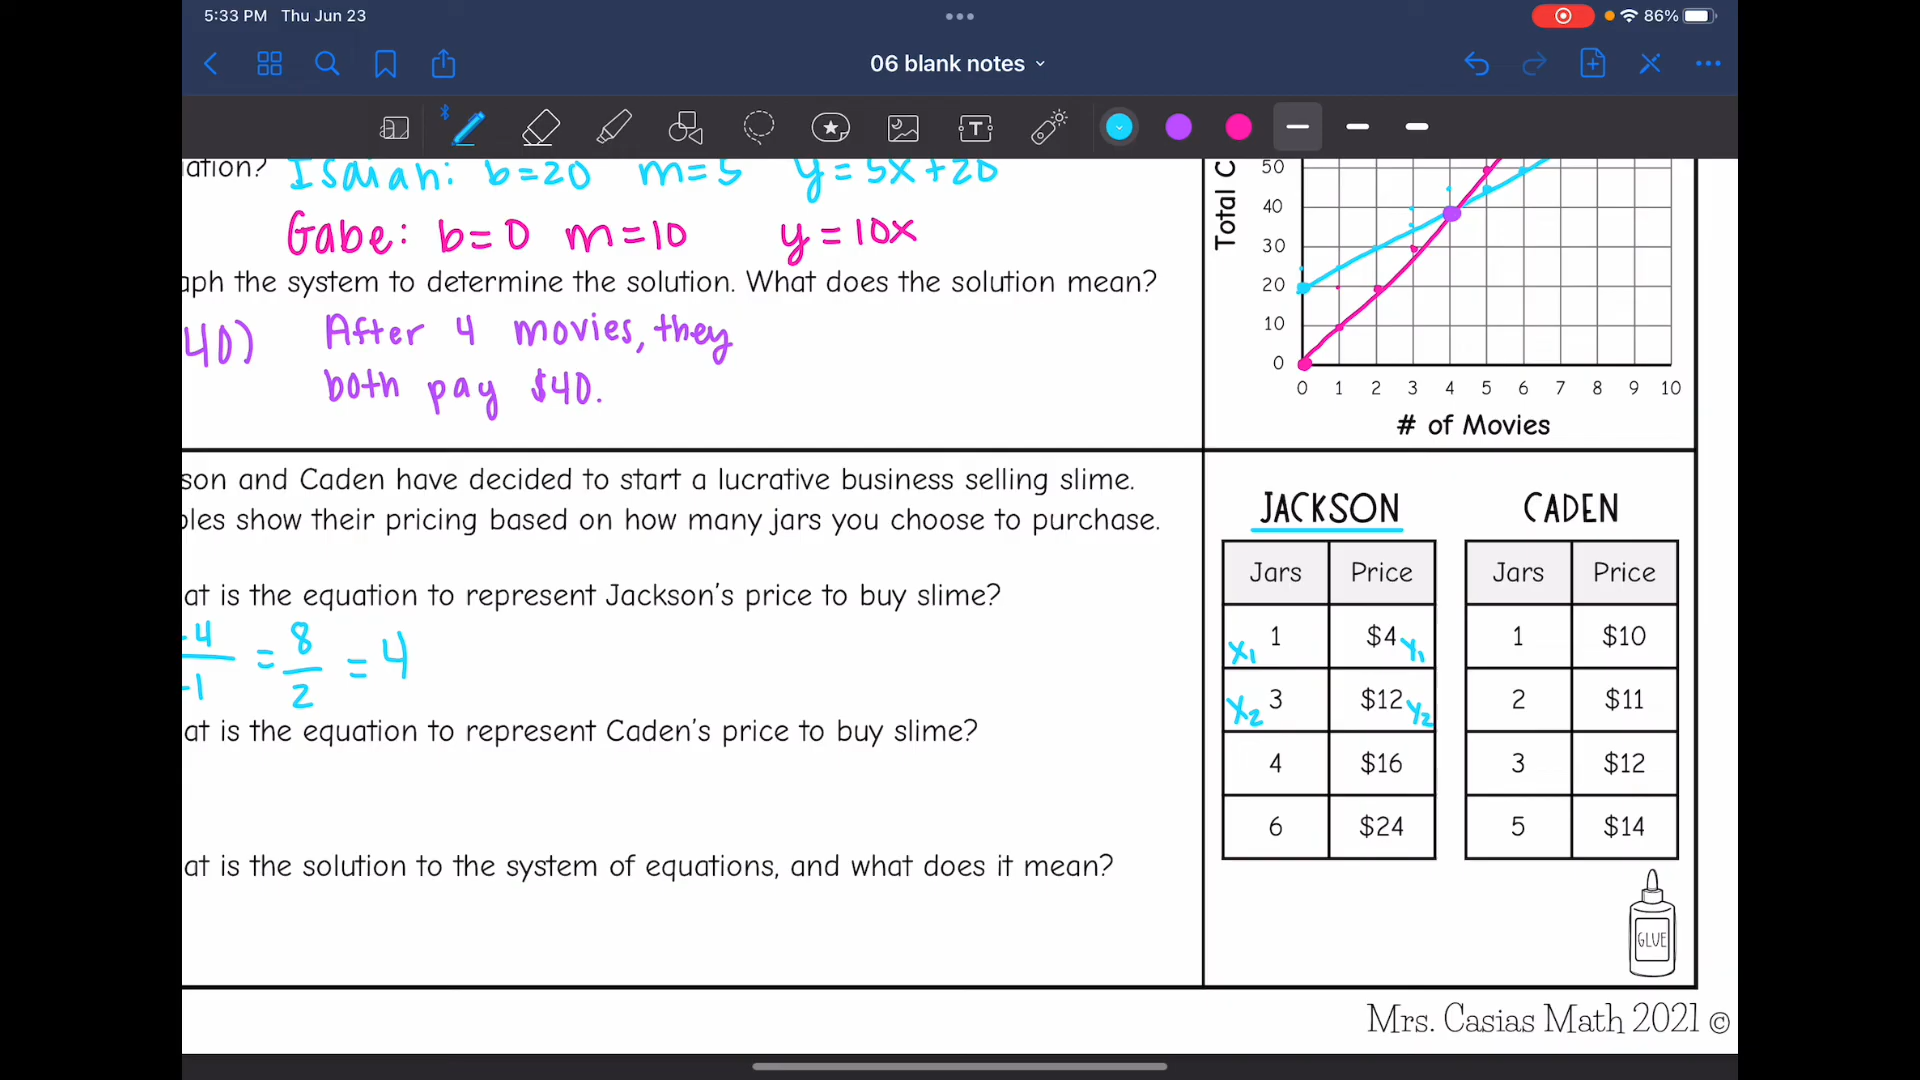 5:33 PM Thu Jun 23
86%
06 blank notes
ation? Isaiah: b=20 m=5 y=5x+20
Gabe: b=0 m=10 y=10x
aph the system to determine the solution. What does the solution mean?
40) After 4 movies, they
both pay $40.
Total C
50
40
30
20
10
0
0 1 2 3 4 5 6 7 8 9 10
# of Movies
son and Caden have decided to start a lucrative business selling slime.
bles show their pricing based on how many jars you choose to purchase.
at is the equation to represent Jackson's price to buy slime?
-4/-1 = 8/2 = 4
at is the equation to represent Caden's price to buy slime?
at is the solution to the system of equations, and what does it mean?
JACKSON
Jars Price
x₁ 1 $4 y₁
x₂ 3 $12 y₂
4 $16
6 $24
CADEN
Jars Price
1 $10
2 $11
3 $12
5 $14
GLUE
Mrs. Casias Math 2021 ©